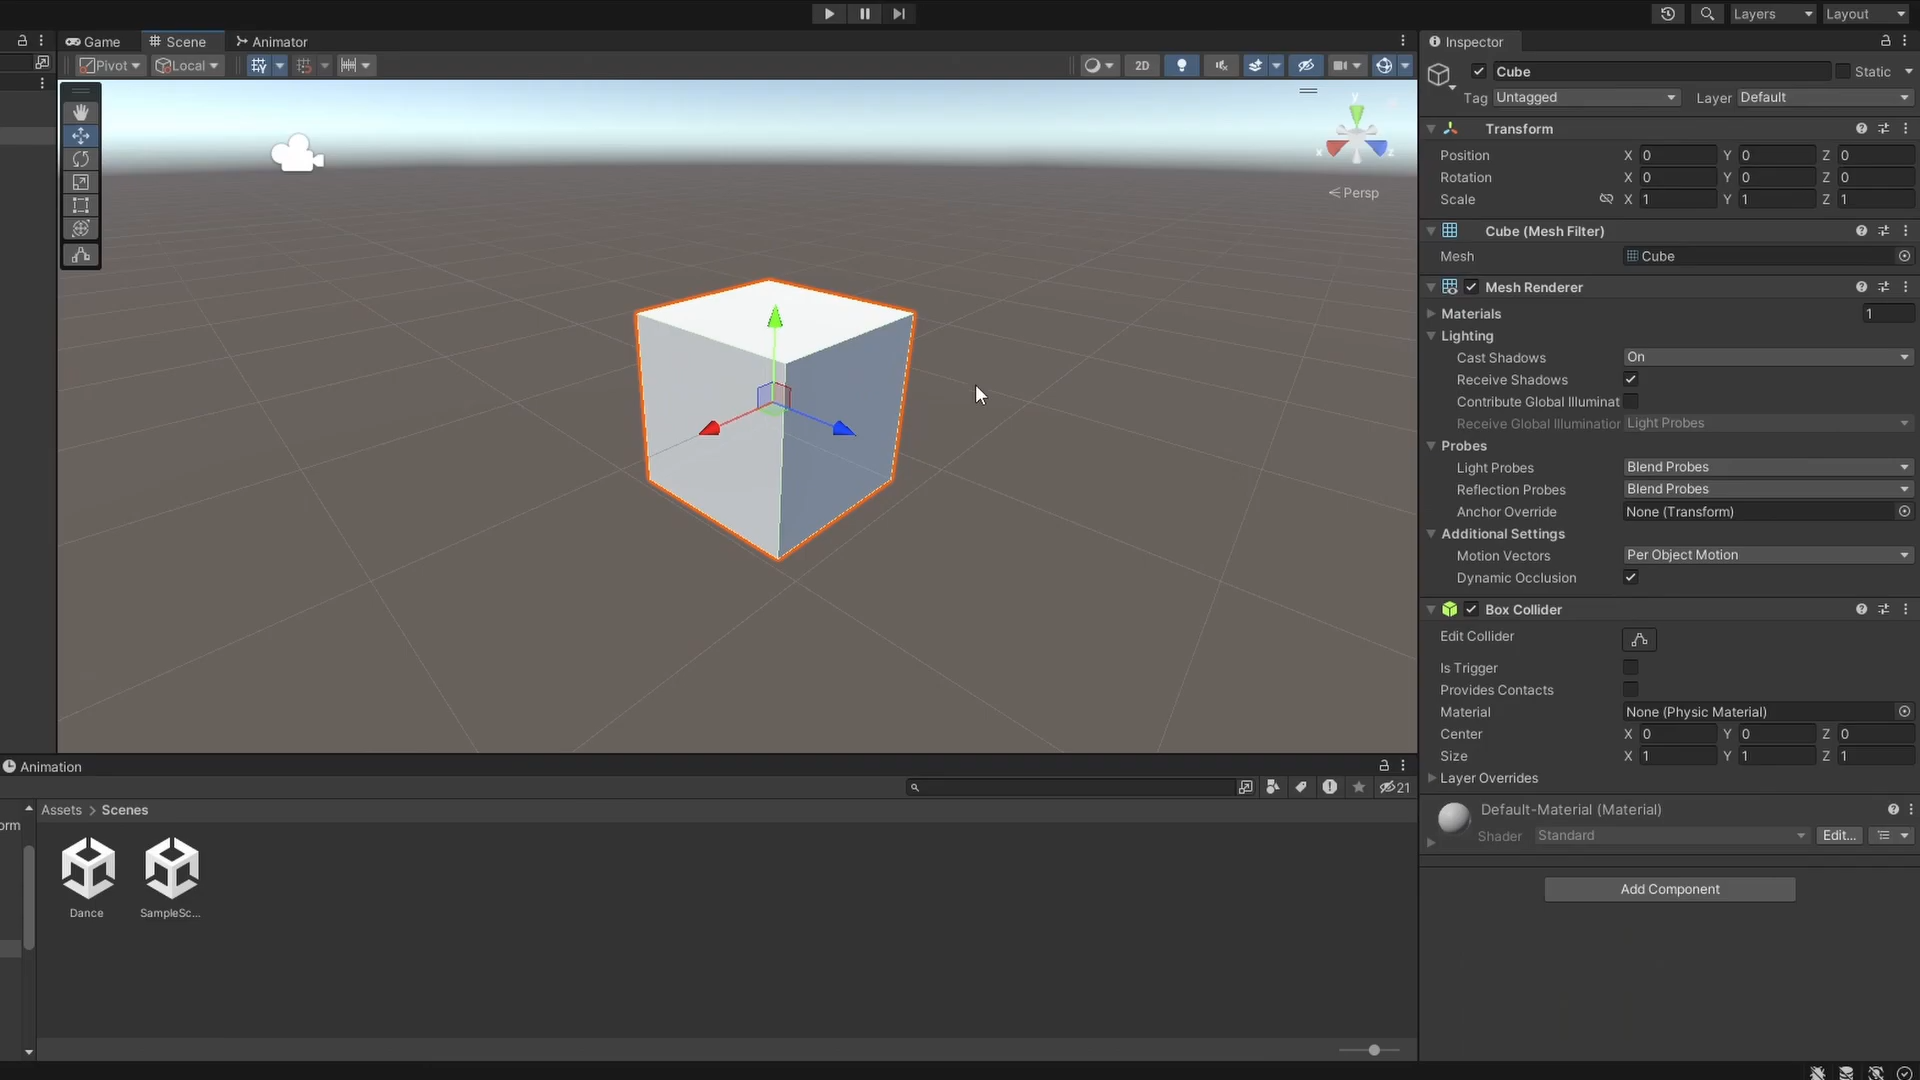 Layers Layout
Game Scene Animator
Pivot Local 2D
y
x z
Persp
Inspector
Cube Static
Tag Untagged Layer Default
Transform
Position X 0 Y 0 Z 0
Rotation X 0 Y 0 Z 0
Scale X 1 Y 1 Z 1
Cube (Mesh Filter)
Mesh Cube
Mesh Renderer
Materials 1
Lighting
Cast Shadows On
Receive Shadows
Contribute Global Illuminat
Receive Global Illumination Light Probes
Probes
Light Probes Blend Probes
Reflection Probes Blend Probes
Anchor Override None (Transform)
Additional Settings
Motion Vectors Per Object Motion
Dynamic Occlusion
Box Collider
Edit Collider
Is Trigger
Provides Contacts
Material None (Physic Material)
Center X 0 Y 0 Z 0
Size X 1 Y 1 Z 1
Layer Overrides
Default-Material (Material)
Shader Standard Edit...
Add Component
Animation
21
Assets > Scenes
orm
Dance SampleSc...